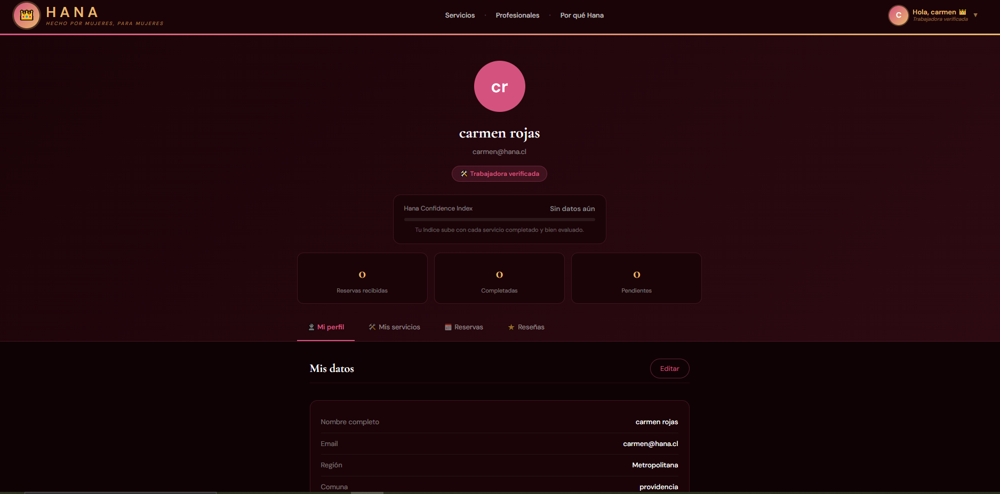 HANA
HECHO POR MUJERES, PARA MUJERES
Servicios · Profesionales · Por qué Hana
C
Hola, carmen
Trabajadora verificada
cr
carmen rojas
carmen@hana.cl
Trabajadora verificada
Hana Confidence Index
Sin datos aún
Tu índice sube con cada servicio completado y bien evaluado.
0
Reservas recibidas
0
Completadas
0
Pendientes
Mi perfil
Mis servicios
Reservas
Reseñas
Mis datos
Editar
Nombre completo
carmen rojas
Email
carmen@hana.cl
Región
Metropolitana
Comuna
providencia